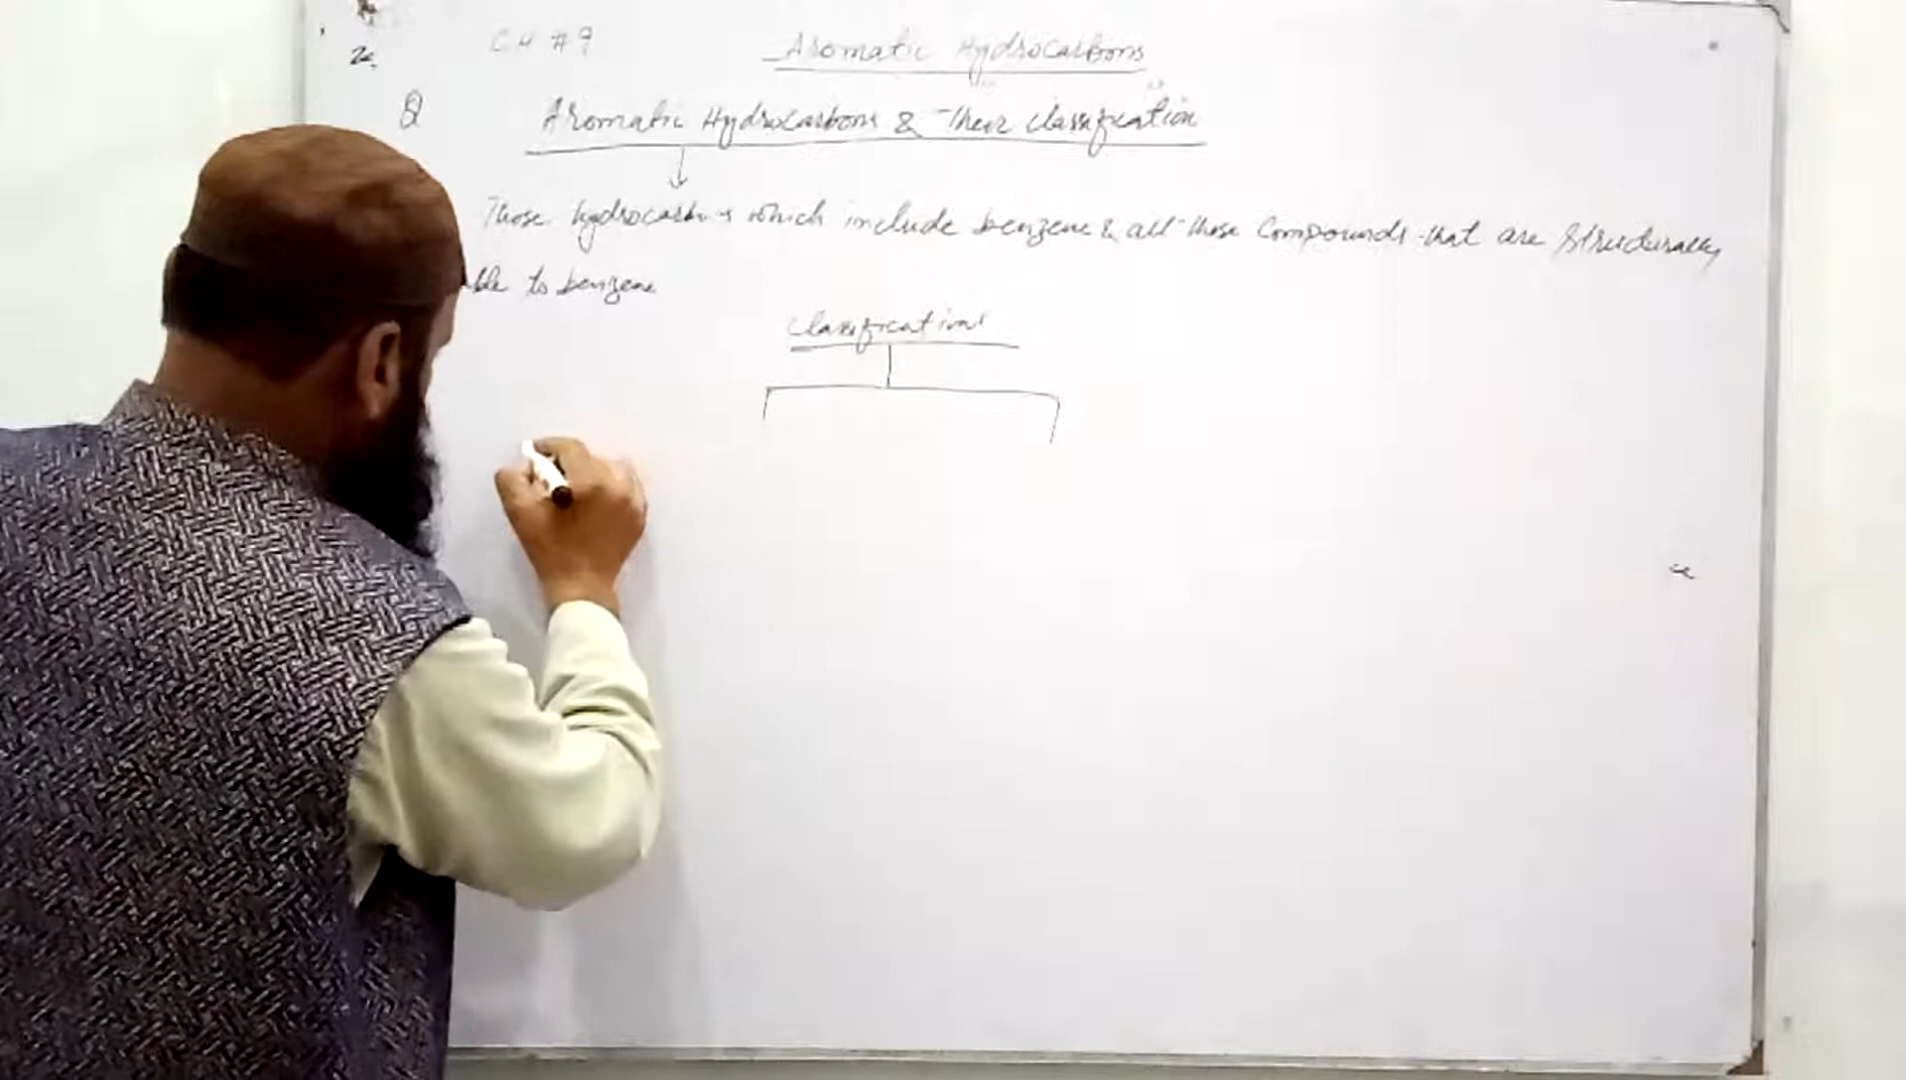 CH #9 Aromatic Hydrocarbons
Q Aromatic Hydrocarbons & Their classification
Those hydrocarbons which include benzene & all those compounds that are structurally
ble to benzene
Classification